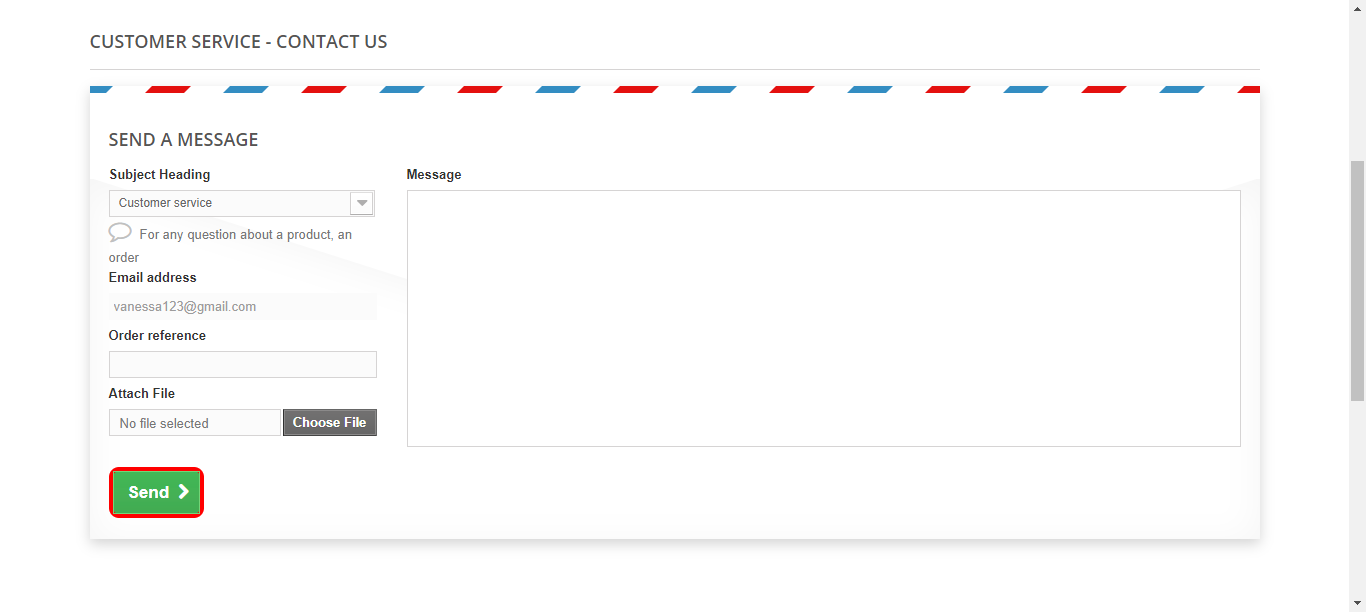 CUSTOMER SERVICE - CONTACT US
SEND A MESSAGE
Subject Heading
Customer service
For any question about a product, an
order
Email address
vanessa123@gmail.com
Order reference
Attach File
No file selected
Choose File
Send
Message